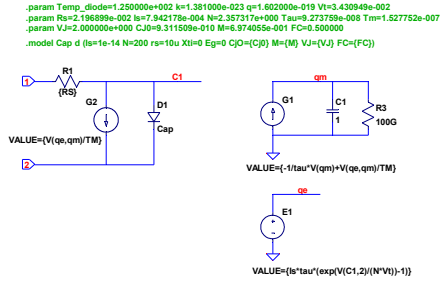 .param Temp_diode=1.250000e+002 k=1.381000e-023 q=1.602000e-019 Vt=3.430949e-002
.param Rs=2.196899e-002 Is=7.942178e-004 N=2.357317e+000 Tau=9.273759e-008 Tm=1.527752e-007
.param VJ=2.000000e+000 CJ0=9.311509e-010 M=6.974055e-001 FC=0.500000
.model Cap d (Is=1e-14 N=200 rs=10u Xti=0 Eg=0 CjO={Cj0} M={M} VJ={VJ} FC={FC})
R1
C1
1
{RS}
G2
D1
Cap
VALUE={V(qe,qm)/TM}
2
qm
G1
C1
1
R3
100G
VALUE={-1/tau*V(qm)+V(qe,qm)/TM}
qe
E1
VALUE={Is*tau*(exp(V(C1,2)/(N*Vt))-1)}